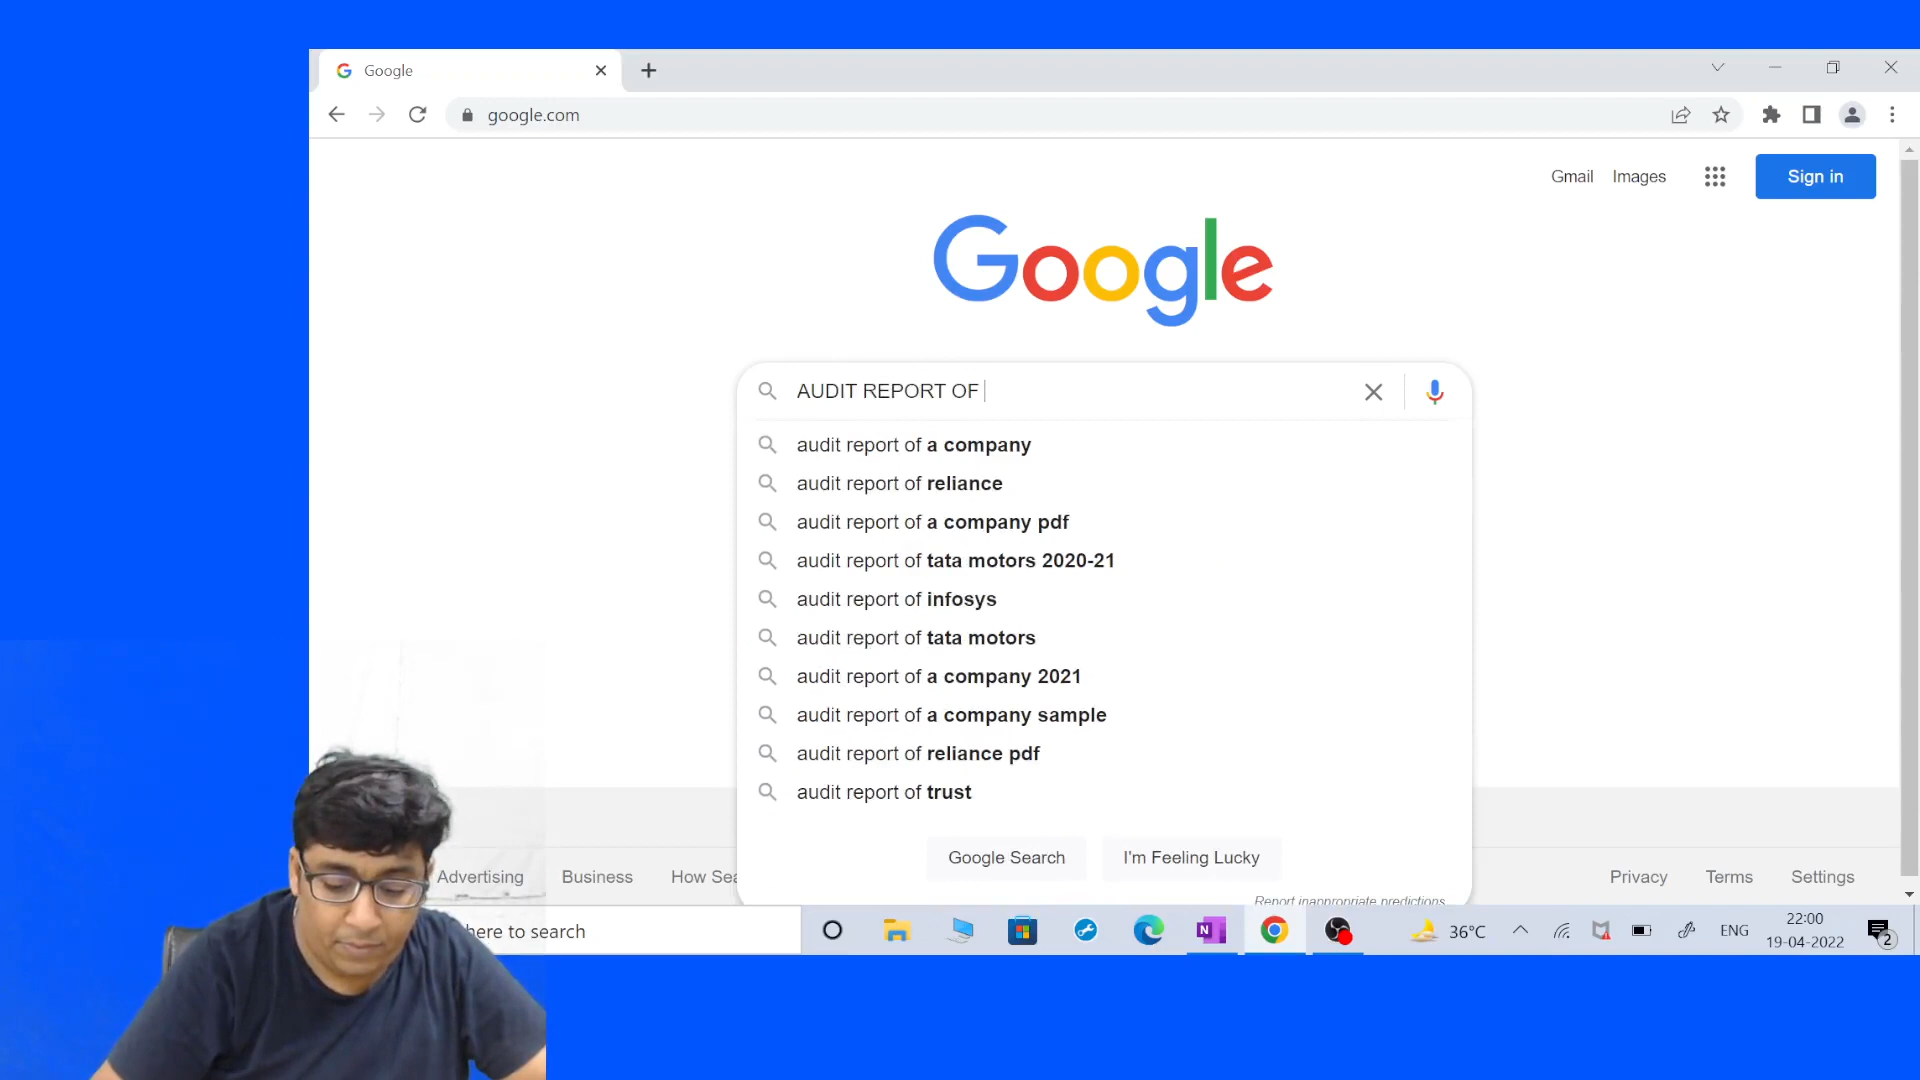 Google
google.com
Gmail Images Sign in
Google
AUDIT REPORT OF
audit report of a company
audit report of reliance
audit report of a company pdf
audit report of tata motors 2020-21
audit report of infosys
audit report of tata motors
audit report of a company 2021
audit report of a company sample
audit report of reliance pdf
audit report of trust
Google Search I'm Feeling Lucky
Report inappropriate predictions
Advertising Business How Sea Privacy Terms Settings
here to search N 36°C ENG 22:00
19-04-2022 2